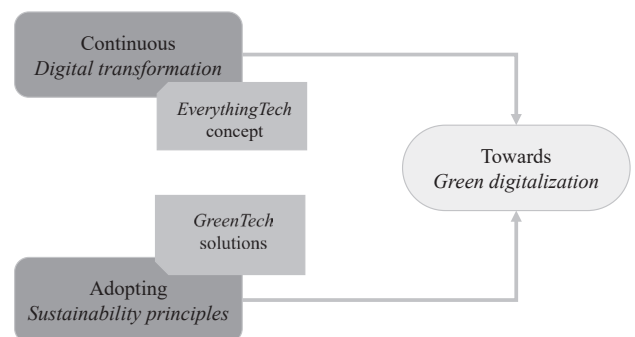 Continuous
Digital transformation
EverythingTech
concept
Towards
Green digitalization
GreenTech
solutions
Adopting
Sustainability principles